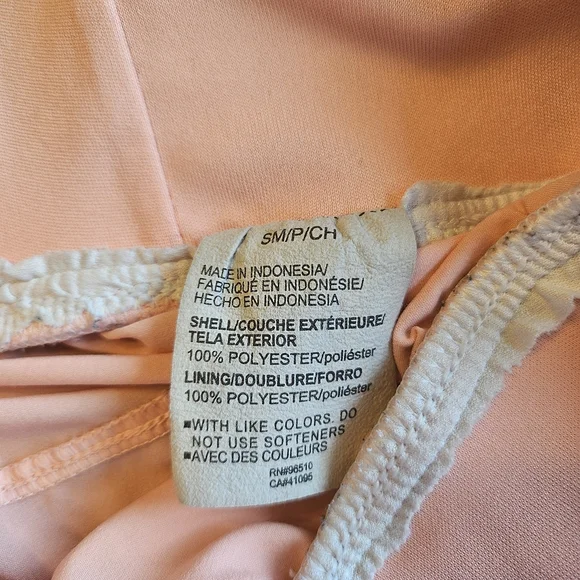 SM/P/CH
MADE IN INDONESIA/
FABRIQUÉ EN INDONÉSIE/
HECHO EN INDONESIA
SHELL/COUCHE EXTÉRIEURE/
TELA EXTERIOR
100% POLYESTER/poliéster
LINING/DOUBLURE/FORRO
100% POLYESTER/poliéster
■WITH LIKE COLORS. DO
NOT USE SOFTENERS
■AVEC DES COULEURS
RN#96510
CA#41095